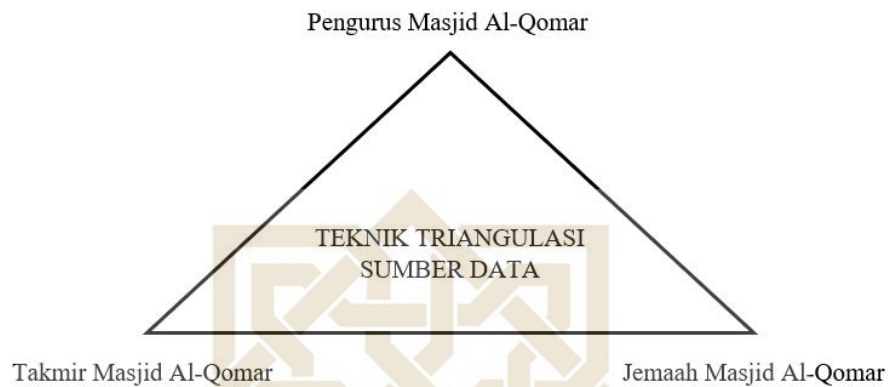 Pengurus Masjid Al-Qomar
TEKNIK TRIANGULASI
SUMBER DATA
Takmir Masjid Al-Qomar
Jemaah Masjid Al-Qomar